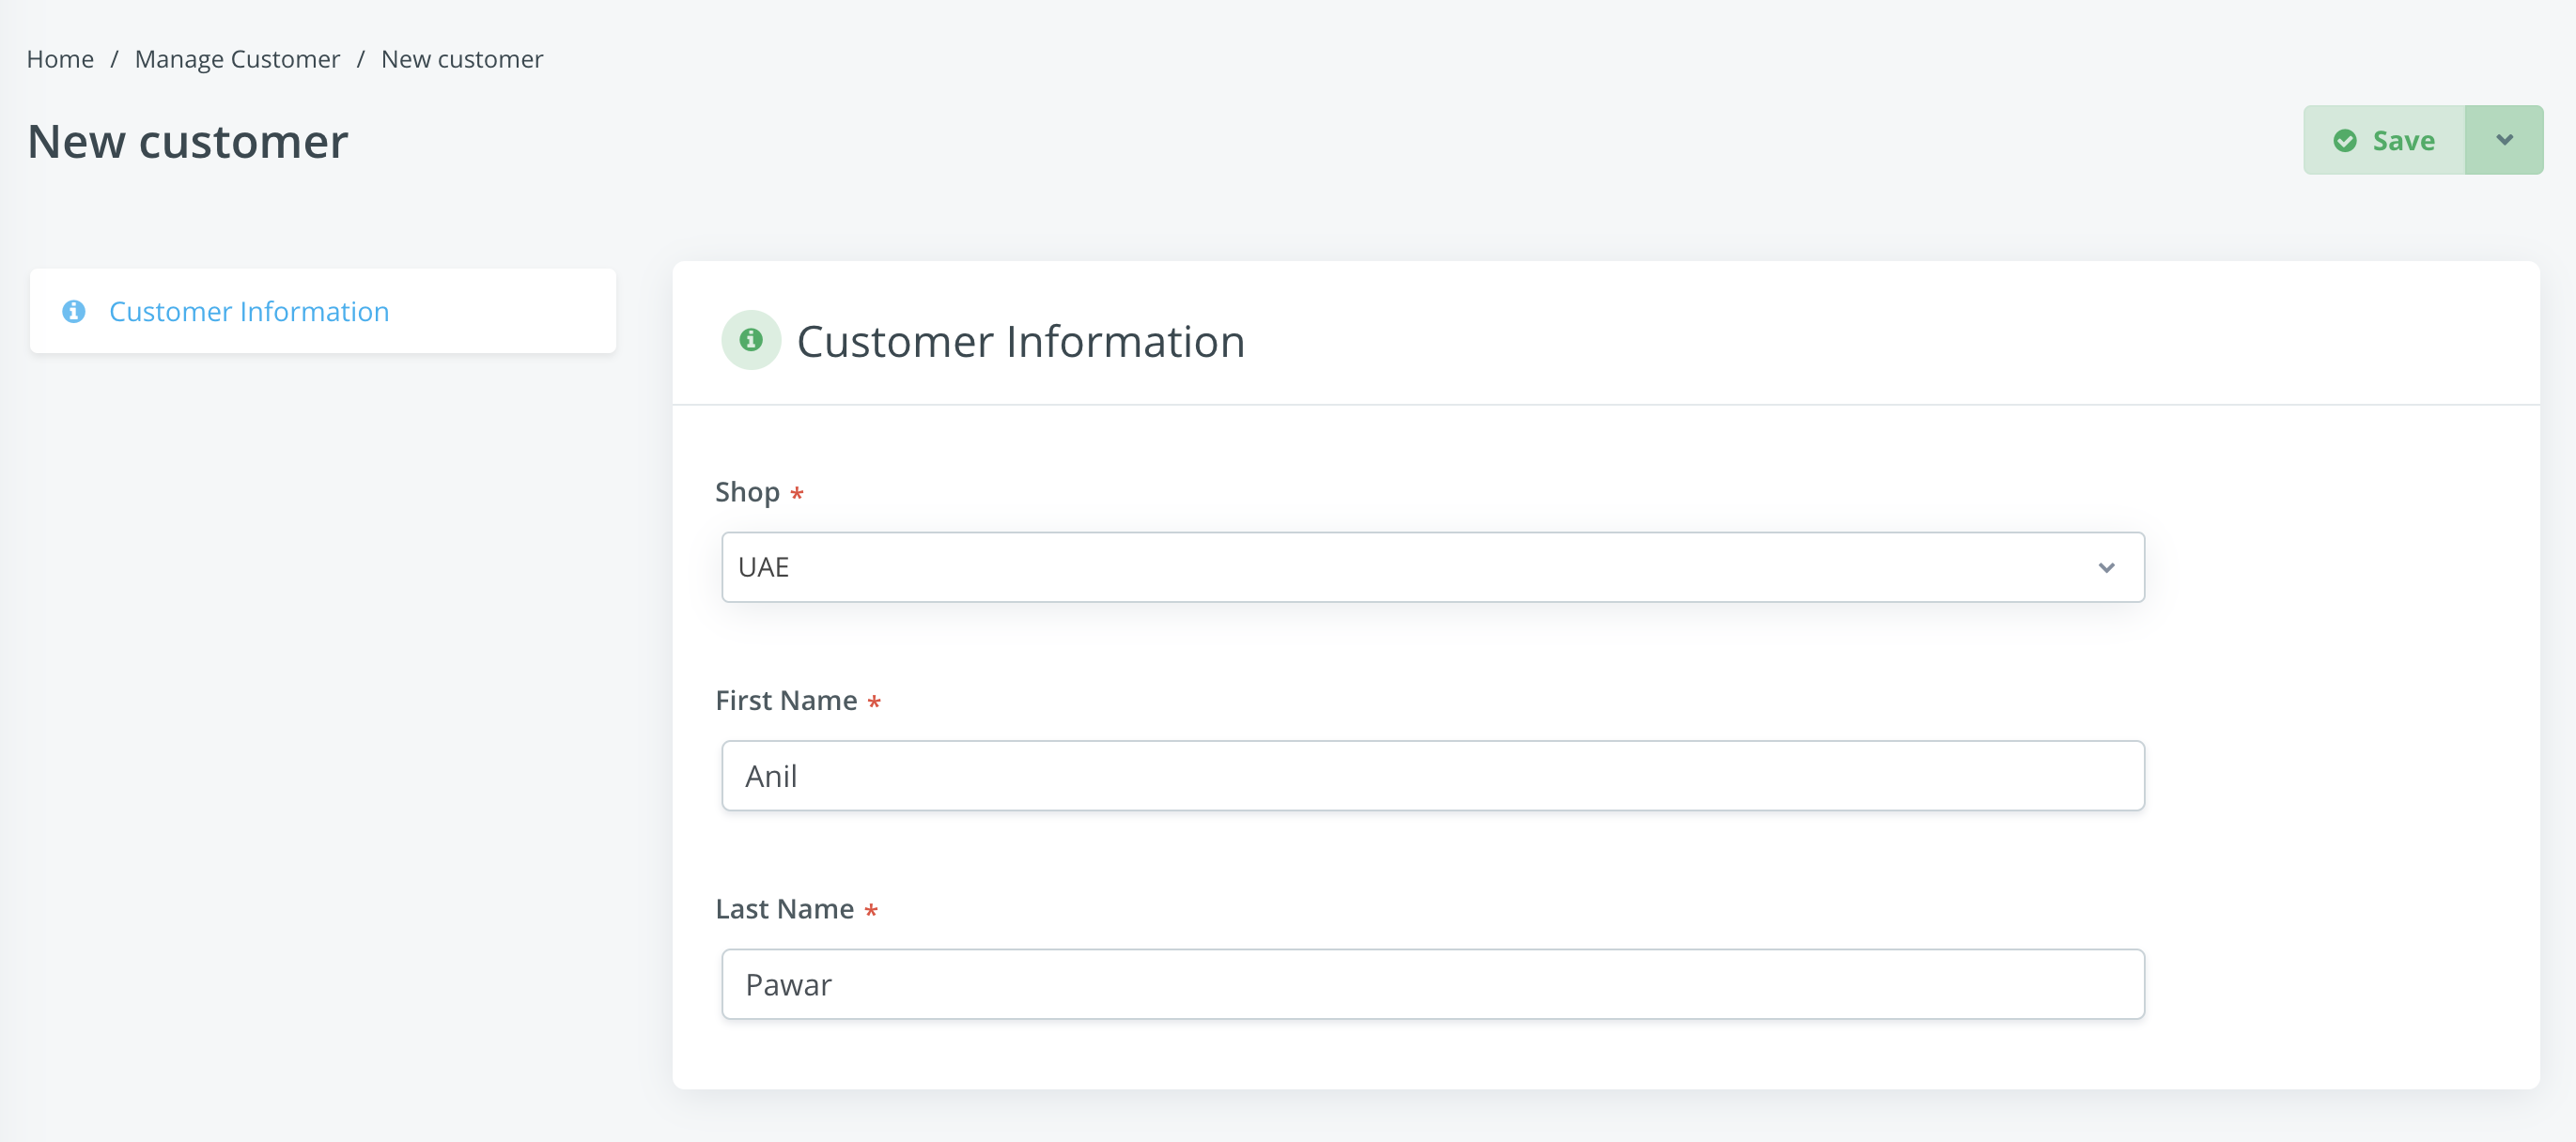 Home / Manage Customer / New customer
New customer
Save
Customer Information
Customer Information
Shop *
UAE
First Name *
Anil
Last Name *
Pawar